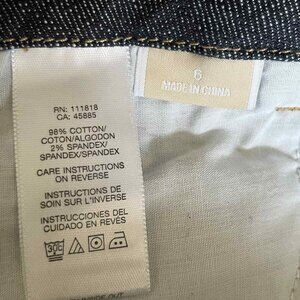 RN: 111818
CA: 45885
98% COTTON/
COTON/ALGODON
2% SPANDEX/
SPANDEX/SPANDEX
CARE INSTRUCTIONS
ON REVERSE
INSTRUCTIONS DE
SOIN SUR L'INVERSE
INSTRUCCIONES DEL
CUIDADO EN REVÉS
30C
6
MADE IN CHINA